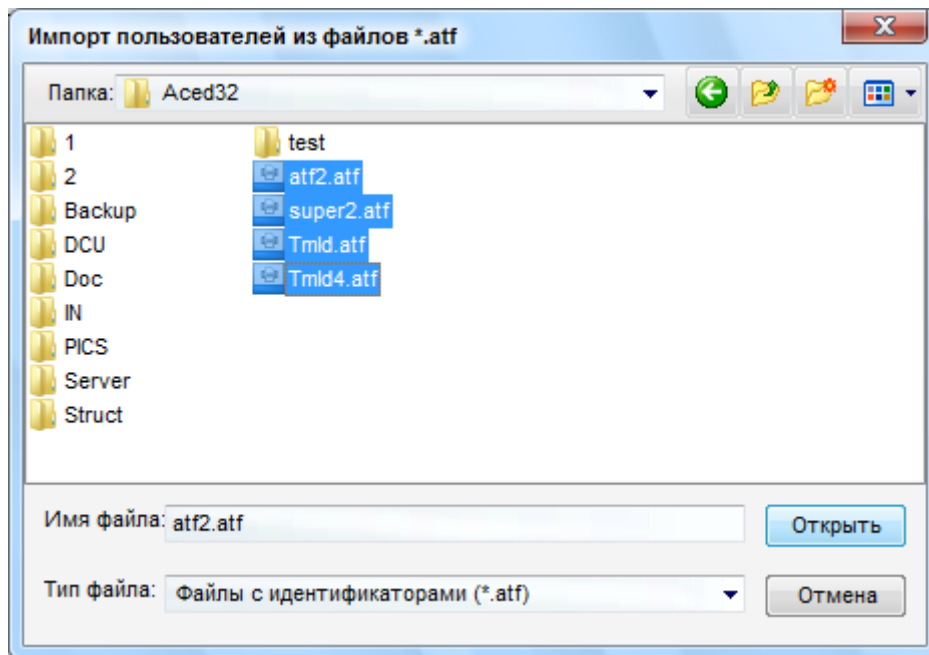 Импорт пользователей из файлов *.atf
Папка: Aced32
1
2
Backup
DCU
Doc
IN
PICS
Server
Struct
test
atf2.atf
super2.atf
Tmld.atf
Tmld4.atf
Имя файла: atf2.atf
Открыть
Тип файла: Файлы с идентификаторами (*.atf)
Отмена